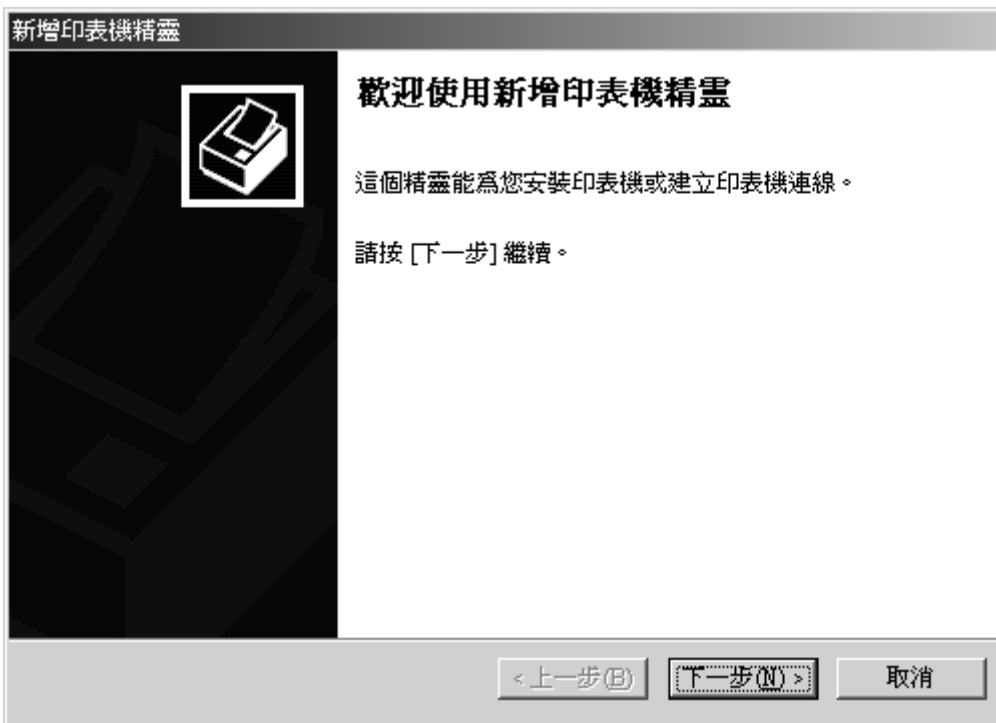 新增印表機精靈
歡迎使用新增印表機精靈
這個精靈能為您安裝印表機或建立印表機連線。
請按 [下一步] 繼續。
< 上一步(B)
下一步(N) >
取消